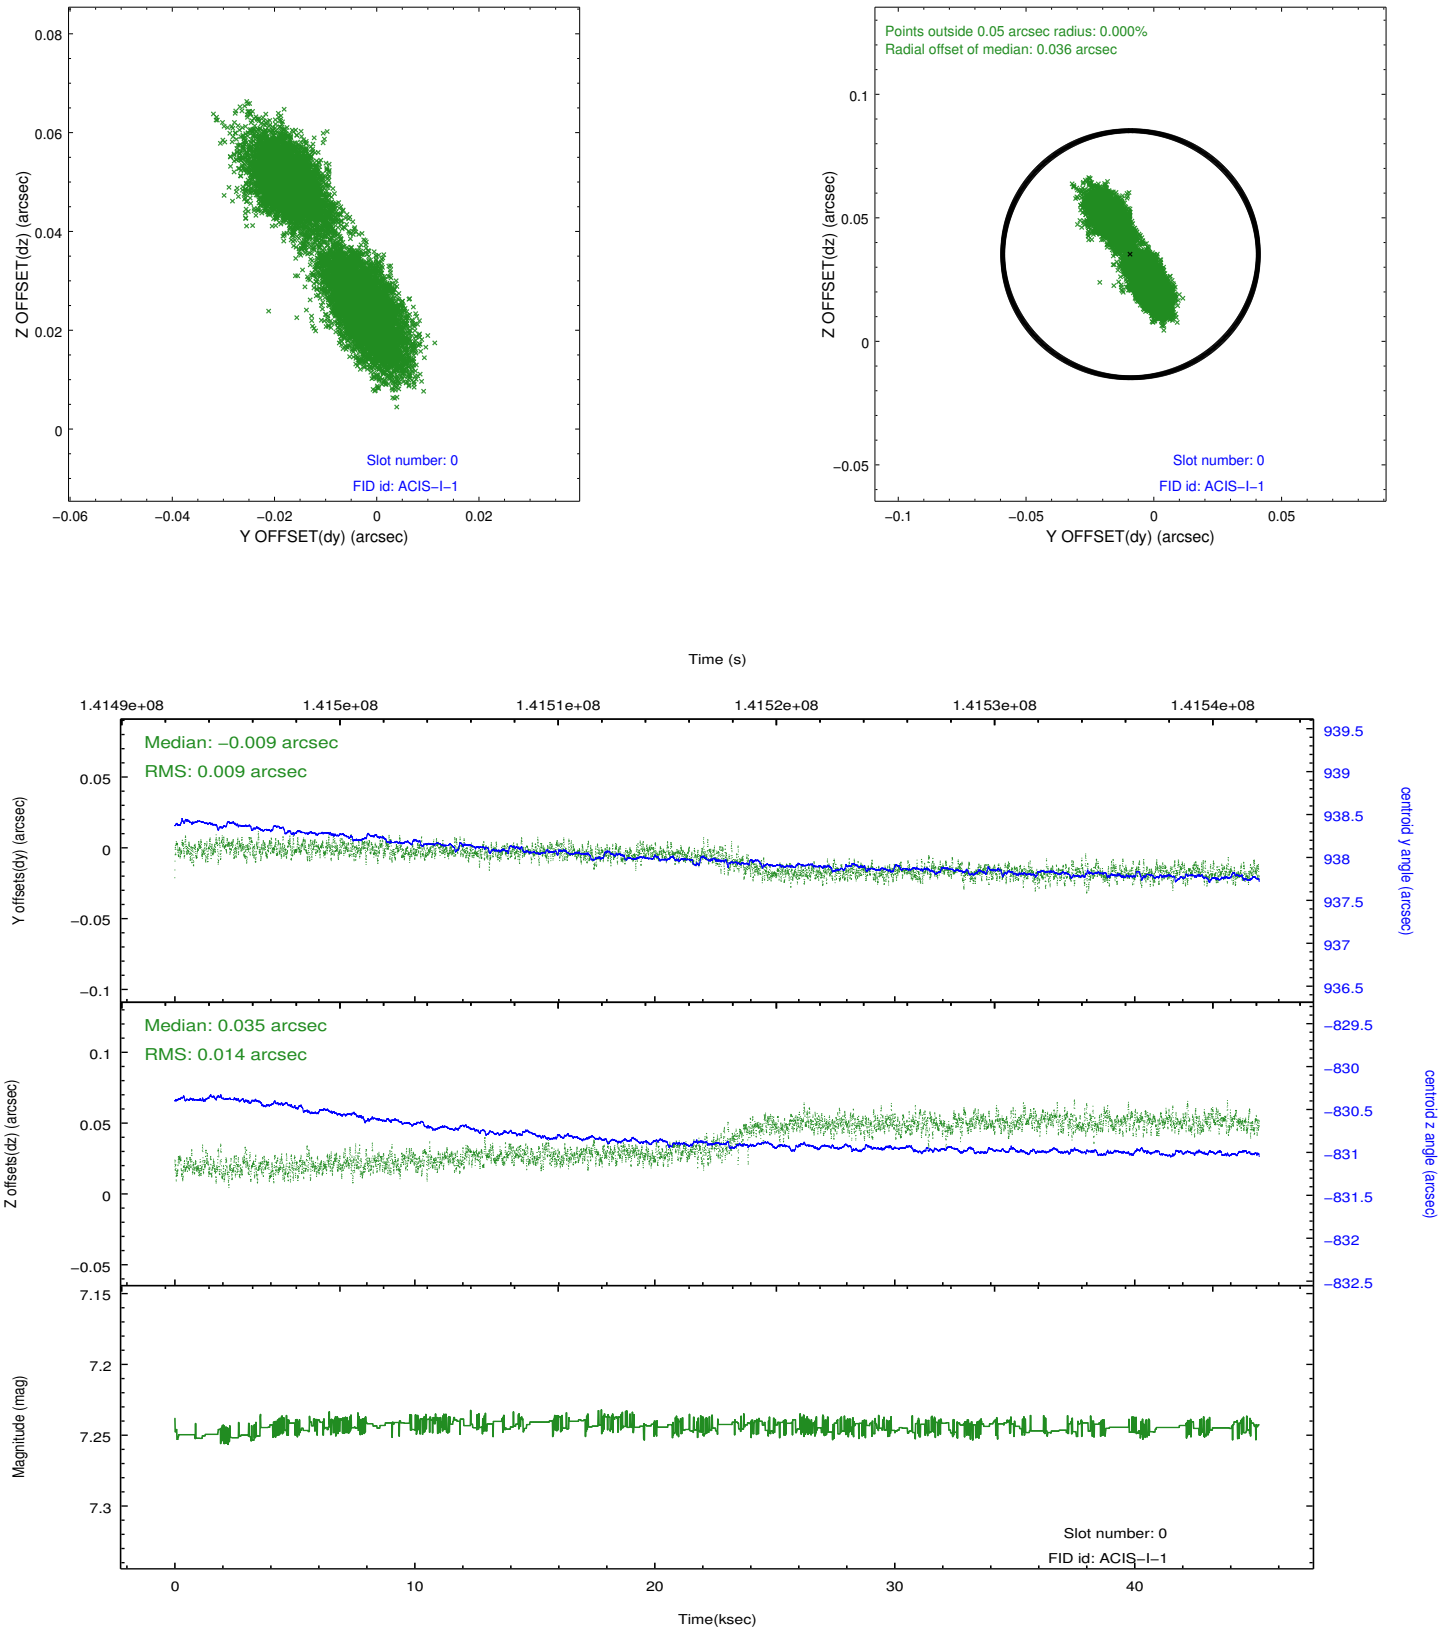 0.08
0.06
0.04
0.02
0
Z OFFSET(dz) (arcsec)
Slot number: 0
FID id: ACIS−I−1
−0.06
−0.04
−0.02
0
0.02
Y OFFSET(dy) (arcsec)
Points outside 0.05 arcsec radius: 0.000%
Radial offset of median: 0.036 arcsec
0.1
0.05
0
−0.05
Z OFFSET(dz) (arcsec)
Slot number: 0
FID id: ACIS−I−1
−0.1
−0.05
0
0.05
Y OFFSET(dy) (arcsec)
Time (s)
1.4149e+08
1.415e+08
1.4151e+08
1.4152e+08
1.4153e+08
1.4154e+08
Median: −0.009 arcsec
RMS: 0.009 arcsec
0.05
0
−0.05
−0.1
Y offsets(dy) (arcsec)
939.5
939
938.5
938
937.5
937
936.5
centroid y angle (arcsec)
Median: 0.035 arcsec
RMS: 0.014 arcsec
0.1
0.05
0
−0.05
Z offsets(dz) (arcsec)
−829.5
−830
−830.5
−831
−831.5
−832
−832.5
centroid z angle (arcsec)
7.15
7.2
7.25
7.3
Magnitude (mag)
Slot number: 0
FID id: ACIS−I−1
0
10
20
30
40
Time(ksec)